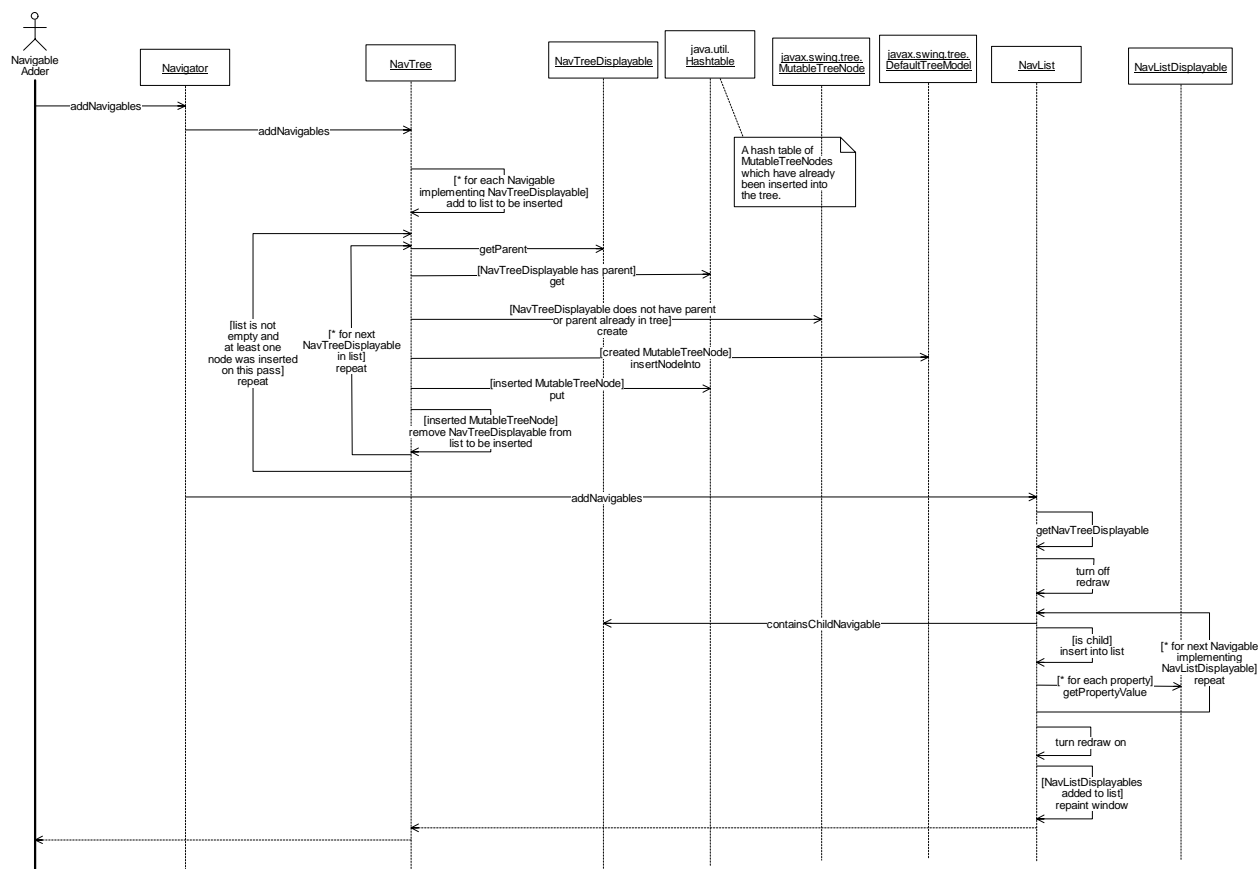 Navigable
Adder
Navigator
NavTree
NavTreeDisplayable
java.util.
Hashtable
javax.swing.tree.
MutableTreeNode
javax.swing.tree.
DefaultTreeModel
NavList
NavListDisplayable
addNavigables
addNavigables
A hash table of
MutableTreeNodes
which have already
been inserted into
the tree.
[* for each Navigable
implementing NavTreeDisplayable]
add to list to be inserted
getParent
[NavTreeDisplayable has parent]
get
[NavTreeDisplayable does not have parent
or parent already in tree]
create
[list is not
empty and
at least one
node was inserted
on this pass]
repeat
[* for next
NavTreeDisplayable
in list]
repeat
[created MutableTreeNode]
insertNodeInto
[inserted MutableTreeNode]
put
[inserted MutableTreeNode]
remove NavTreeDisplayable from
list to be inserted
addNavigables
getNavTreeDisplayable
turn off
redraw
containsChildNavigable
[is child]
insert into list
[* for next Navigable
implementing
NavListDisplayable]
repeat
[* for each property]
getPropertyValue
turn redraw on
[NavListDisplayables
added to list]
repaint window